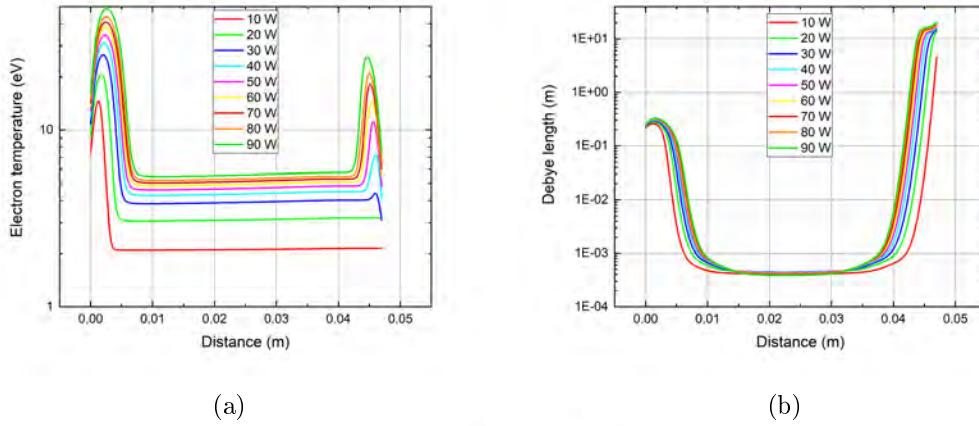 10 W
20 W
30 W
40 W
50 W
60 W
70 W
80 W
90 W
Electron temperature (eV)
10
1
0.00 0.01 0.02 0.03 0.04 0.05
Distance (m)
(a)
10 W
20 W
30 W
40 W
50 W
60 W
70 W
80 W
90 W
Debye length (m)
1E+01
1E+00
1E-01
1E-02
1E-03
1E-04
0.00 0.01 0.02 0.03 0.04 0.05
Distance (m)
(b)